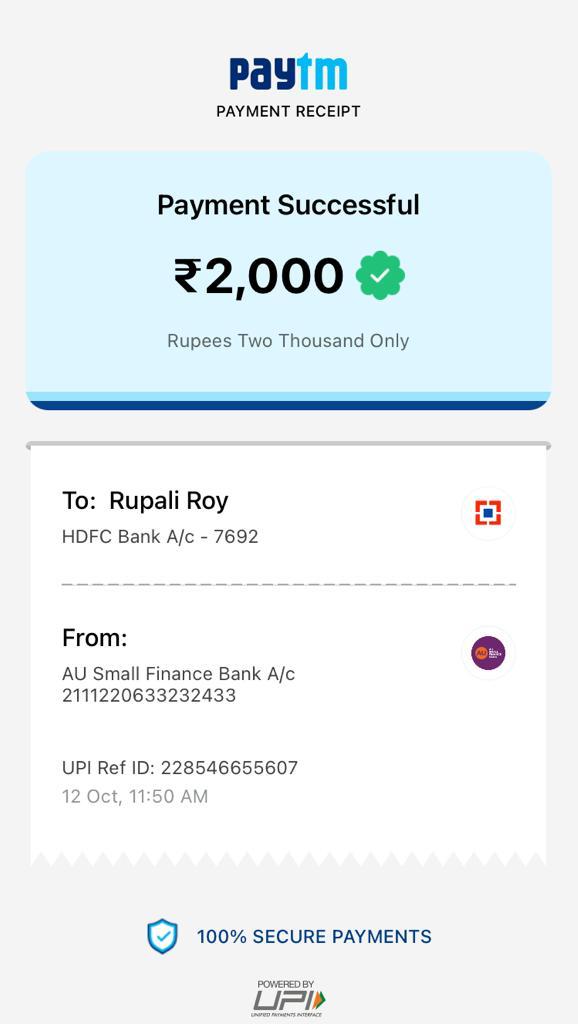 paytm
PAYMENT RECEIPT
Payment Successful
₹2,000
Rupees Two Thousand Only
To: Rupali Roy
HDFC Bank A/c - 7692
From:
AU Small Finance Bank A/c
2111220633232433
AU
UPI Ref ID: 228546655607
12 Oct, 11:50 AM
100% SECURE PAYMENTS
POWERED BY
UPI
UNIFIED PAYMENTS INTERFACE